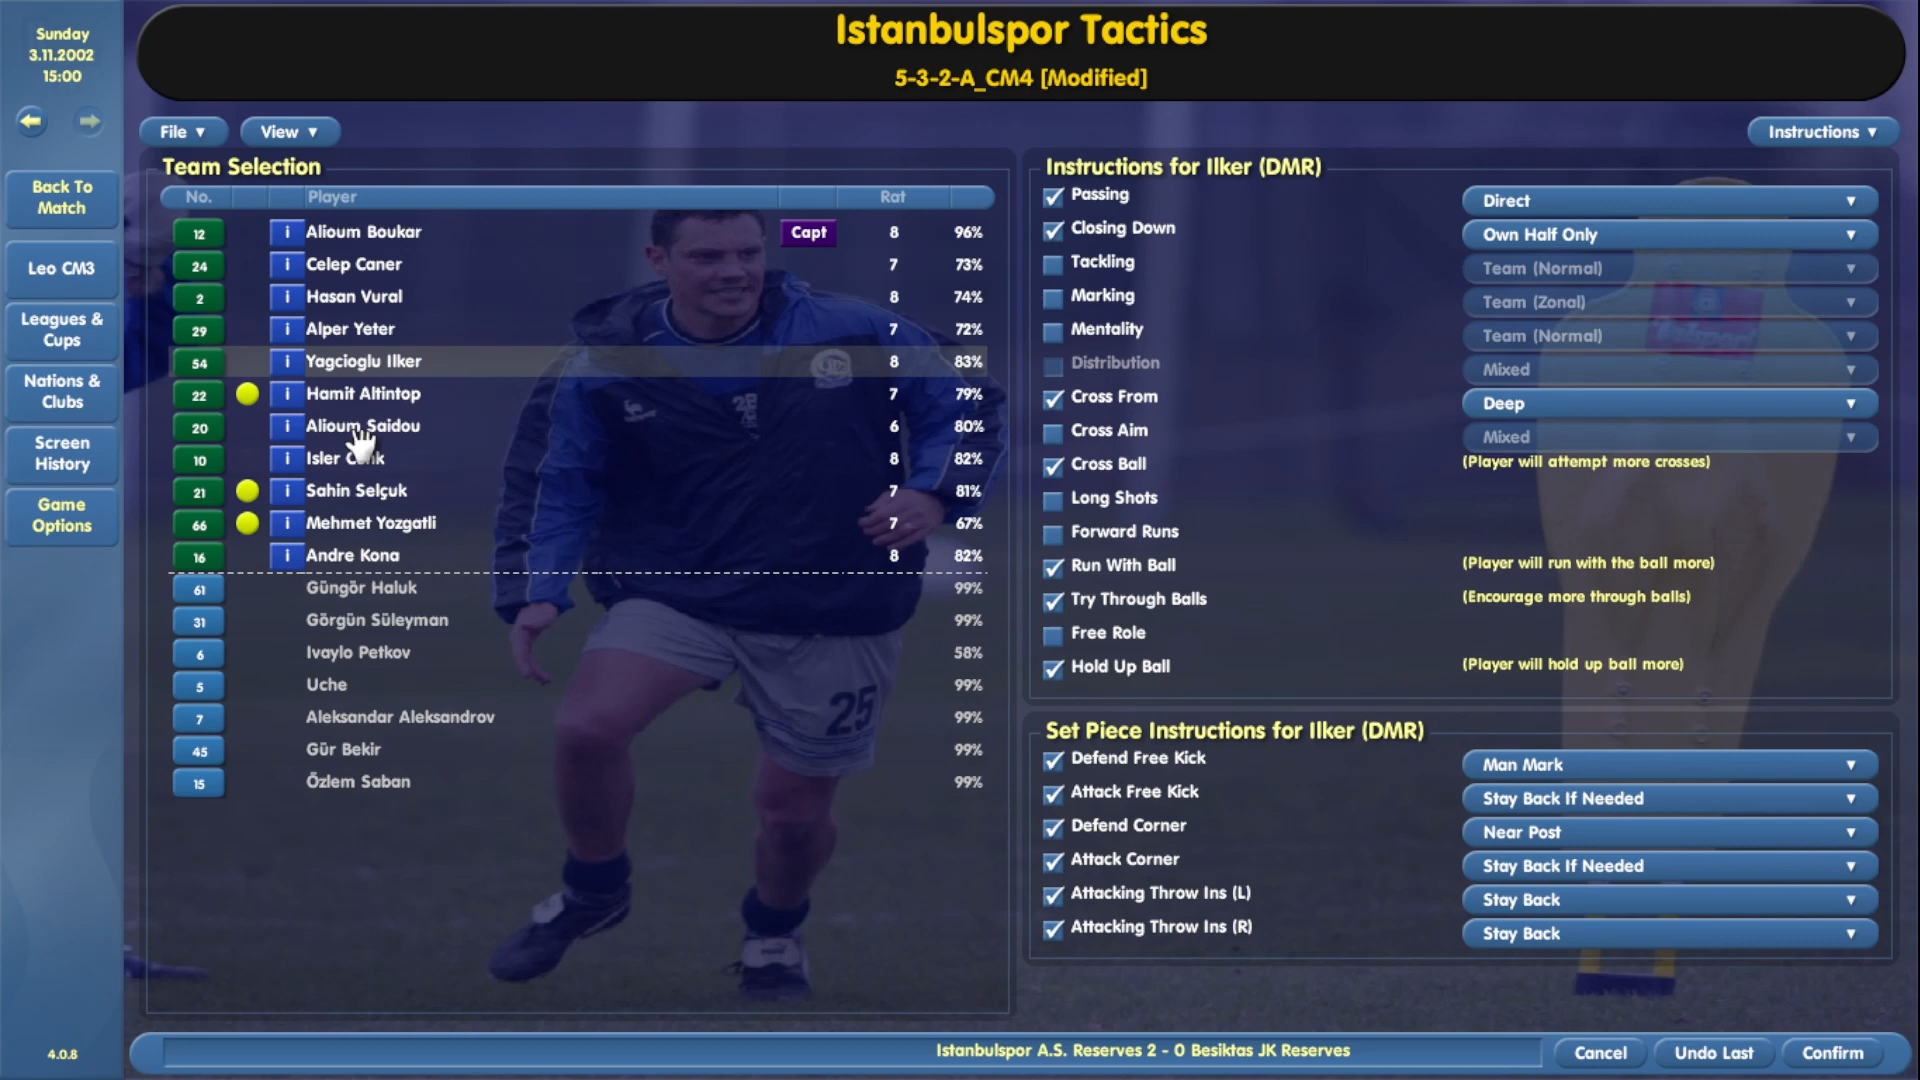 Istanbulspor Tactics
5-3-2-A_CM4 [Modified]
Sunday
3.11.2002
15:00
Back To
Match
Leo CM3
Leagues &
Cups
Nations &
Clubs
Screen
History
Game
Options
4.0.8
File ▼
View ▼
Instructions ▼
Team Selection
No. Player Rat
12 i Alioum Boukar Capt 8 96%
24 i Celep Caner 7 73%
2 i Hasan Vural 8 74%
29 i Alper Yeter 7 72%
54 i Yagcioglu Ilker 8 83%
22 i Hamit Altintop 7 79%
20 i Alioum Saidou 6 80%
10 i Isler 8 82%
21 i Sahin Selçuk 7 81%
66 i Mehmet Yozgatli 7 67%
16 i Andre Kona 8 82%
61 Güngör Haluk 99%
31 Görgün Süleyman 99%
6 Ivaylo Petkov 58%
5 Uche 99%
7 Aleksandar Aleksandrov 99%
45 Gür Bekir 99%
15 Özlem Saban 99%
25
Instructions for Ilker (DMR)
Passing Direct ▼
Closing Down Own Half Only ▼
Tackling Team (Normal) ▼
Marking Team (Zonal) ▼
Mentality Team (Normal) ▼
Distribution Mixed ▼
Cross From Deep ▼
Cross Aim Mixed ▼
Cross Ball (Player will attempt more crosses)
Long Shots
Forward Runs
Run With Ball (Player will run with the ball more)
Try Through Balls (Encourage more through balls)
Free Role
Hold Up Ball (Player will hold up ball more)
Set Piece Instructions for Ilker (DMR)
Defend Free Kick Man Mark ▼
Attack Free Kick Stay Back If Needed ▼
Defend Corner Near Post ▼
Attack Corner Stay Back If Needed ▼
Attacking Throw Ins (L) Stay Back ▼
Attacking Throw Ins (R) Stay Back ▼
Istanbulspor A.S. Reserves 2 - 0 Besiktas JK Reserves
Cancel
Undo Last
Confirm